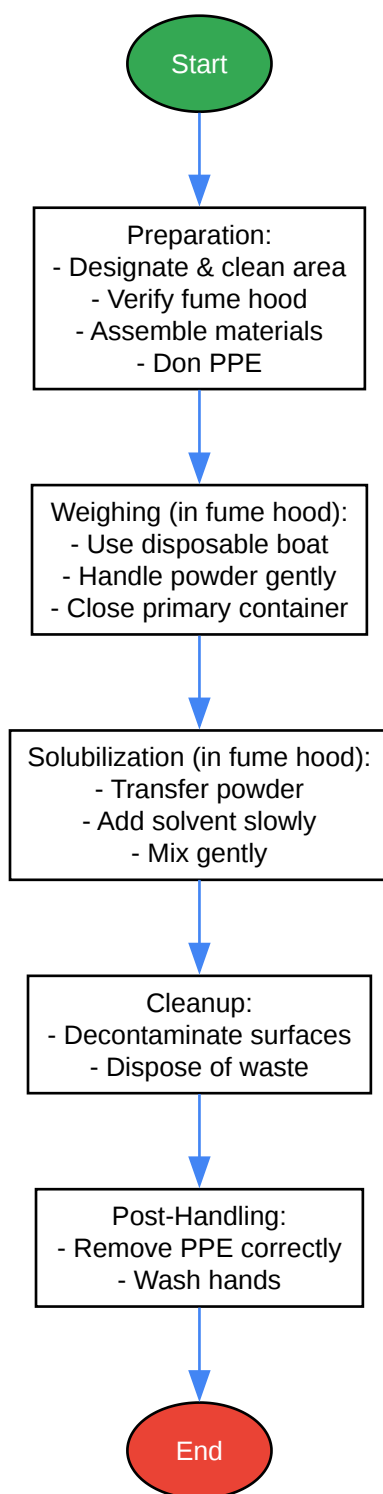 Start
Preparation:
- Designate & clean area
- Verify fume hood
- Assemble materials
- Don PPE
Weighing (in fume hood):
- Use disposable boat
- Handle powder gently
- Close primary container
Solubilization (in fume hood):
- Transfer powder
- Add solvent slowly
- Mix gently
Cleanup:
- Decontaminate surfaces
- Dispose of waste
Post-Handling:
- Remove PPE correctly
- Wash hands
End